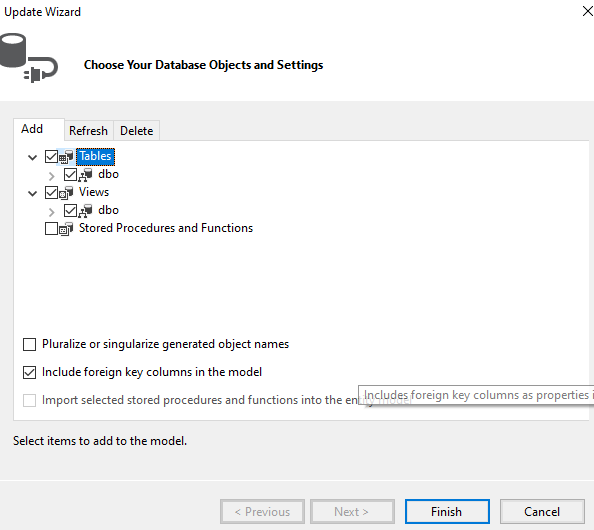 Update Wizard
Choose Your Database Objects and Settings
Add Refresh Delete
Tables
dbo
Views
dbo
Stored Procedures and Functions
Pluralize or singularize generated object names
Include foreign key columns in the model
Includes foreign key columns as properties i
Import selected stored procedures and functions into the entity model
Select items to add to the model.
< Previous Next > Finish Cancel